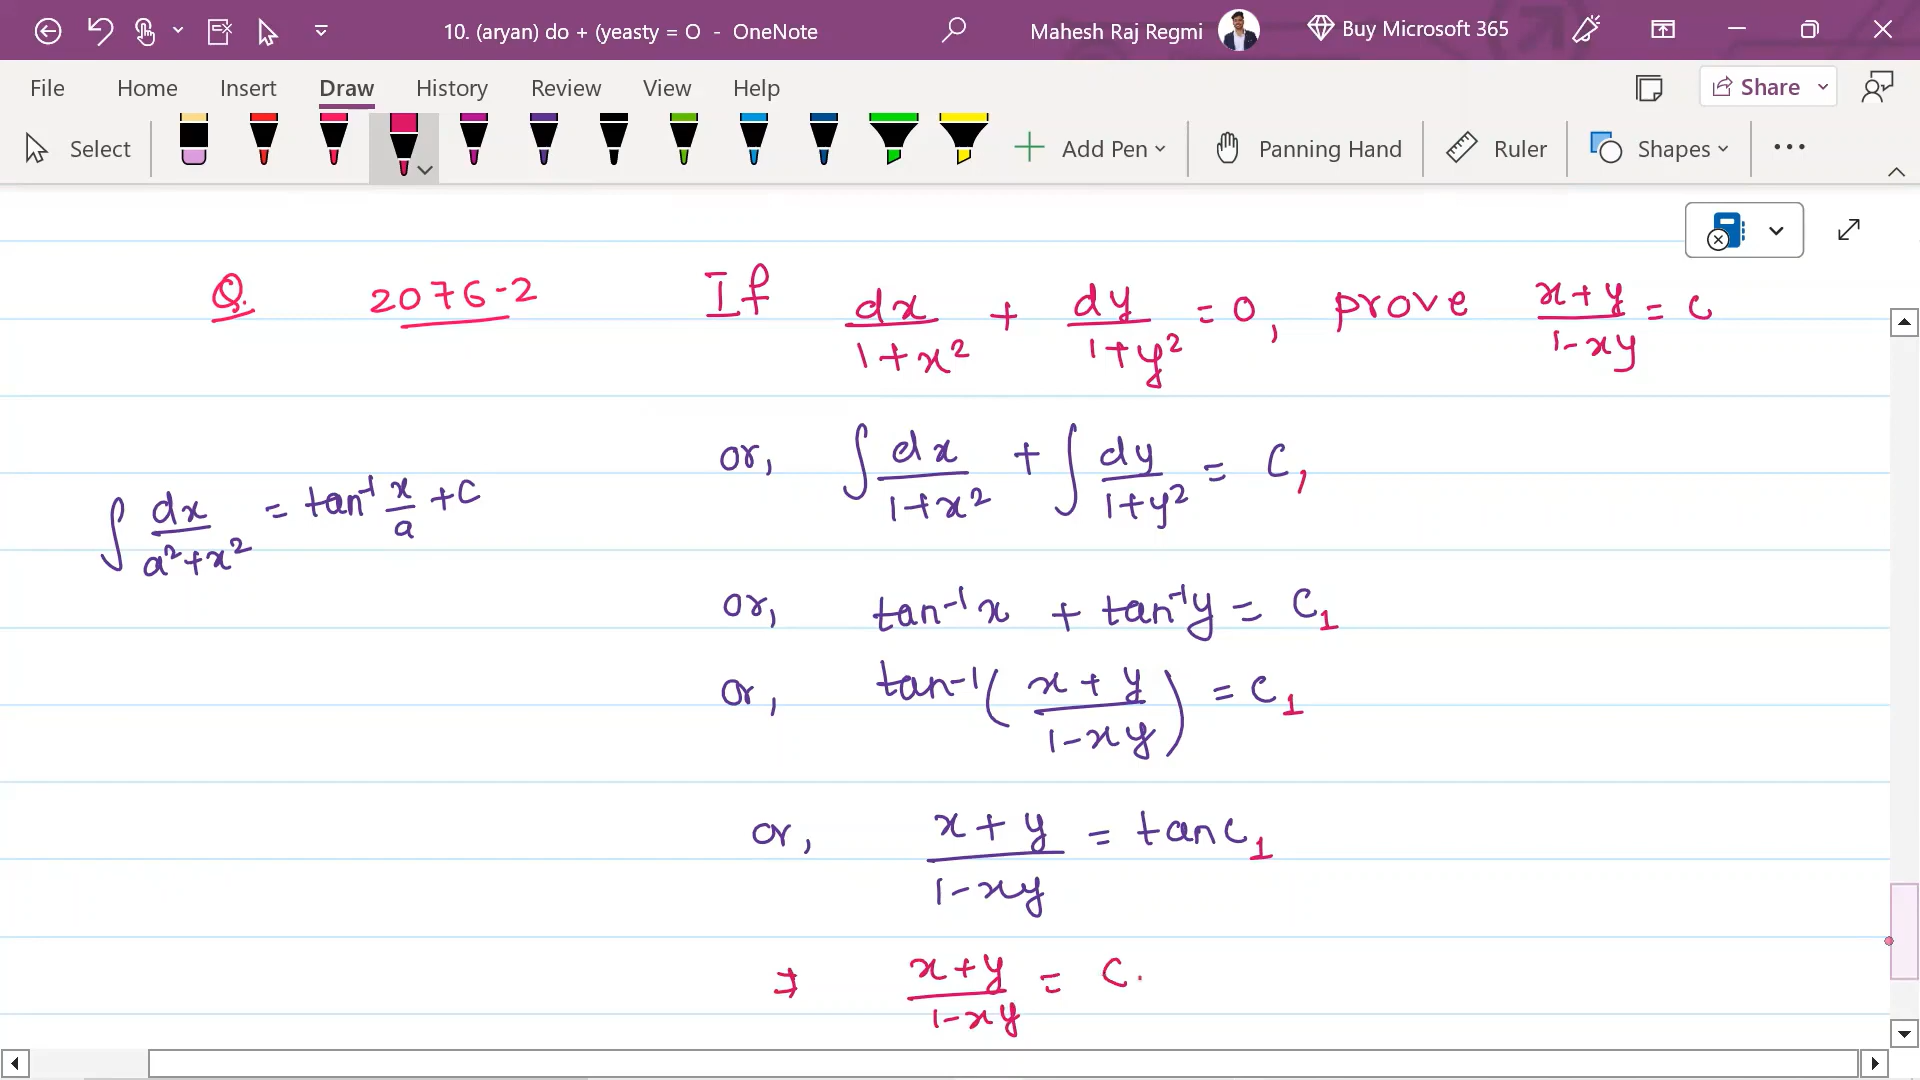 10. (aryan) do + (yeasty = O - OneNote
Mahesh Raj Regmi
Buy Microsoft 365
File Home Insert Draw History Review View Help
Share
Select
Add Pen
Panning Hand
Ruler
Shapes
Q. 2076-2 If dx/1+x² + dy/1+y² = 0, prove x+y/1-xy = c
or, ∫ dx/1+x² + ∫ dy/1+y² = C,
∫ dx/a²+x² = tan⁻¹ x/a + C
or, tan⁻¹x + tan⁻¹y = C₁
or, tan⁻¹(x+y/1-xy) = C₁
or, x+y/1-xy = tan C₁
⇒ x+y/1-xy = C.